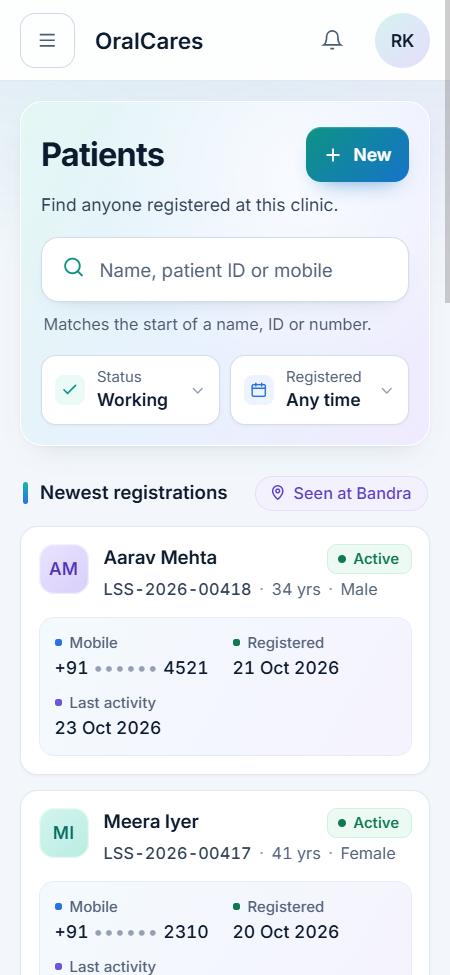 OralCares
RK
Patients
New
Find anyone registered at this clinic.
Name, patient ID or mobile
Matches the start of a name, ID or number.
Status
Working
Registered
Any time
Newest registrations
Seen at Bandra
AM
Aarav Mehta
Active
LSS-2026-00418 · 34 yrs · Male
Mobile
+91 •••••• 4521
Registered
21 Oct 2026
Last activity
23 Oct 2026
MI
Meera Iyer
Active
LSS-2026-00417 · 41 yrs · Female
Mobile
+91 •••••• 2310
Registered
20 Oct 2026
Last activity